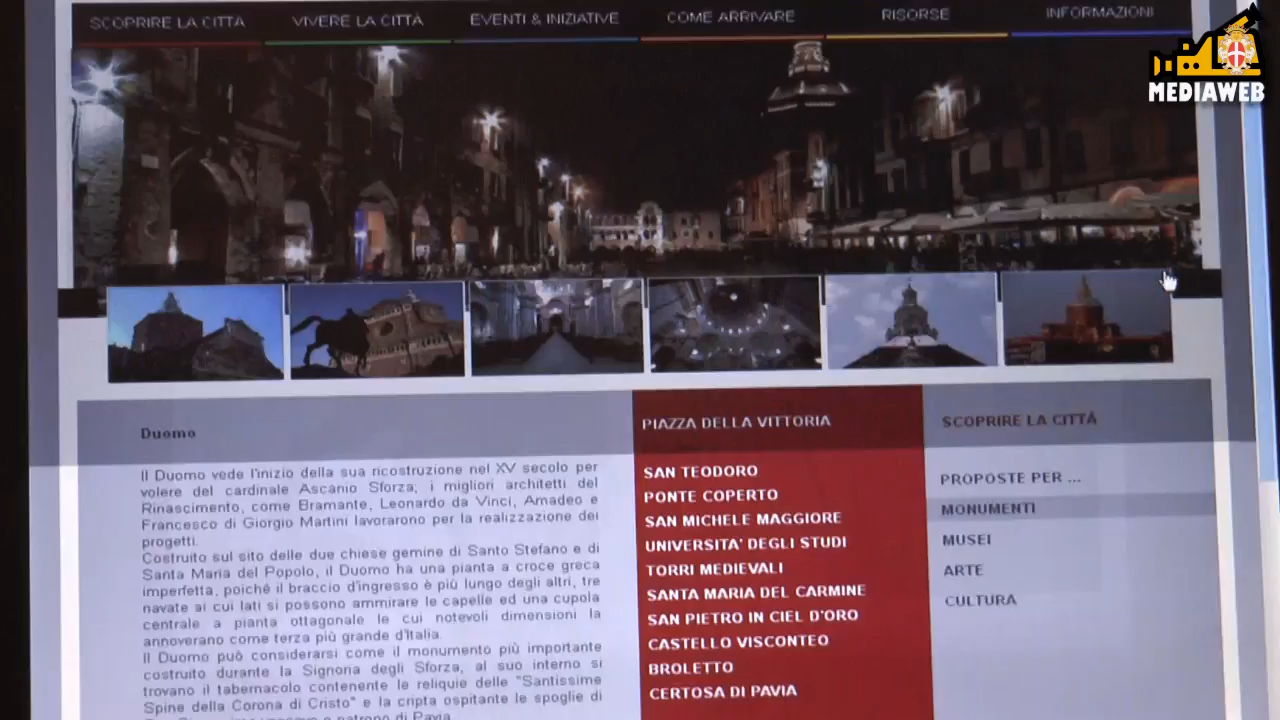 SCOPRIRE LA CITTÀ
VIVERE LA CITTÀ
EVENTI & INIZIATIVE
COME ARRIVARE
RISORSE
INFORMAZIONI
MEDIAWEB
Duomo
Il Duomo vede l'inizio della sua ricostruzione nel XV secolo per
volere del cardinale Ascanio Sforza; i migliori architetti del
Rinascimento, come Bramante, Leonardo da Vinci, Amadeo e
Francesco di Giorgio Martini lavorarono per la realizzazione dei
progetti.
Costruito sul sito delle due chiese gemine di Santo Stefano e di
Santa Maria del Popolo, il Duomo ha una pianta a croce greca
imperfetta, poiché il braccio d'ingresso è più lungo degli altri, tre
navate ai cui lati si possono ammirare le capelle ed una cupola
centrale a pianta ottagonale le cui notevoli dimensioni la
annoverano come terza più grande d'Italia.
Il Duomo può considerarsi come il monumento più importante
costruito durante la Signoria degli Sforza, al suo interno si
trovano il tabernacolo contenente le reliquie delle "Santissime
Spine della Corona di Cristo" e la cripta ospitante le spoglie di
patrono di Pavia
PIAZZA DELLA VITTORIA
SAN TEODORO
PONTE COPERTO
SAN MICHELE MAGGIORE
UNIVERSITA' DEGLI STUDI
TORRI MEDIEVALI
SANTA MARIA DEL CARMINE
SAN PIETRO IN CIEL D'ORO
CASTELLO VISCONTEO
BROLETTO
CERTOSA DI PAVIA
SCOPRIRE LA CITTÀ
PROPOSTE PER ...
MONUMENTI
MUSEI
ARTE
CULTURA